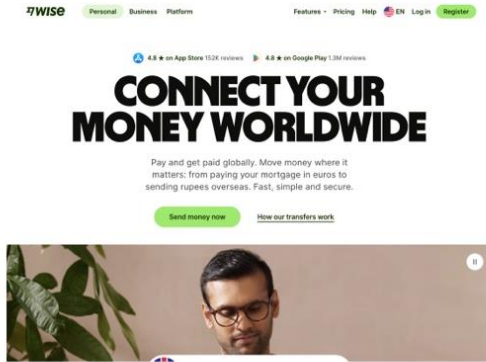 WISE
Personal Business Platform
Features Pricing Help EN Log in Register
4.8 ★ on App Store 152K reviews 4.8 ★ on Google Play 1.3M reviews
CONNECT YOUR
MONEY WORLDWIDE
Pay and get paid globally. Move money where it
matters: from paying your mortgage in euros to
sending rupees overseas. Fast, simple and secure.
Send money now How our transfers work